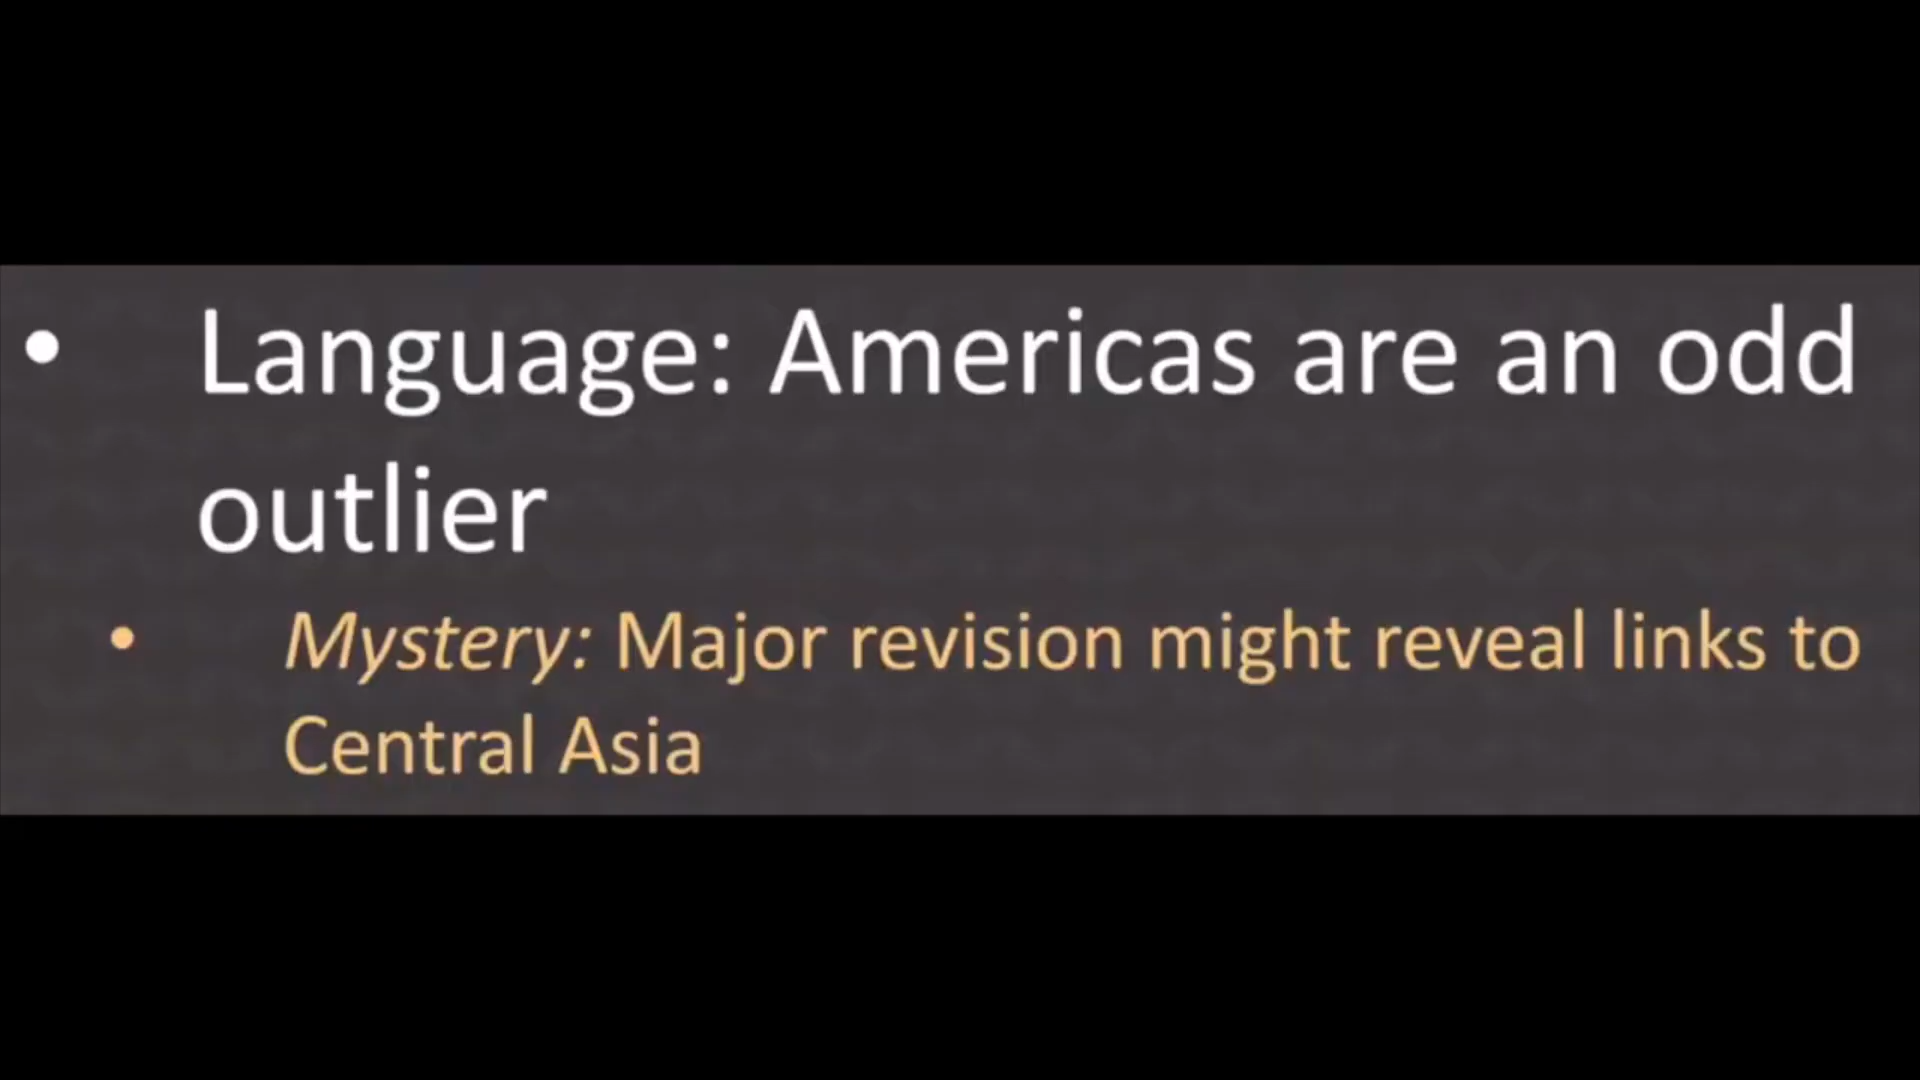 • Language: Americas are an odd
outlier
• Mystery: Major revision might reveal links to
Central Asia